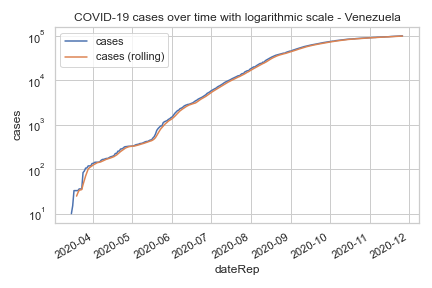 COVID-19 cases over time with logarithmic scale - Venezuela
cases
cases (rolling)
10⁵
10⁴
10³
10²
10¹
cases
2020-04
2020-05
2020-06
2020-07
2020-08
2020-09
2020-10
2020-11
2020-12
dateRep